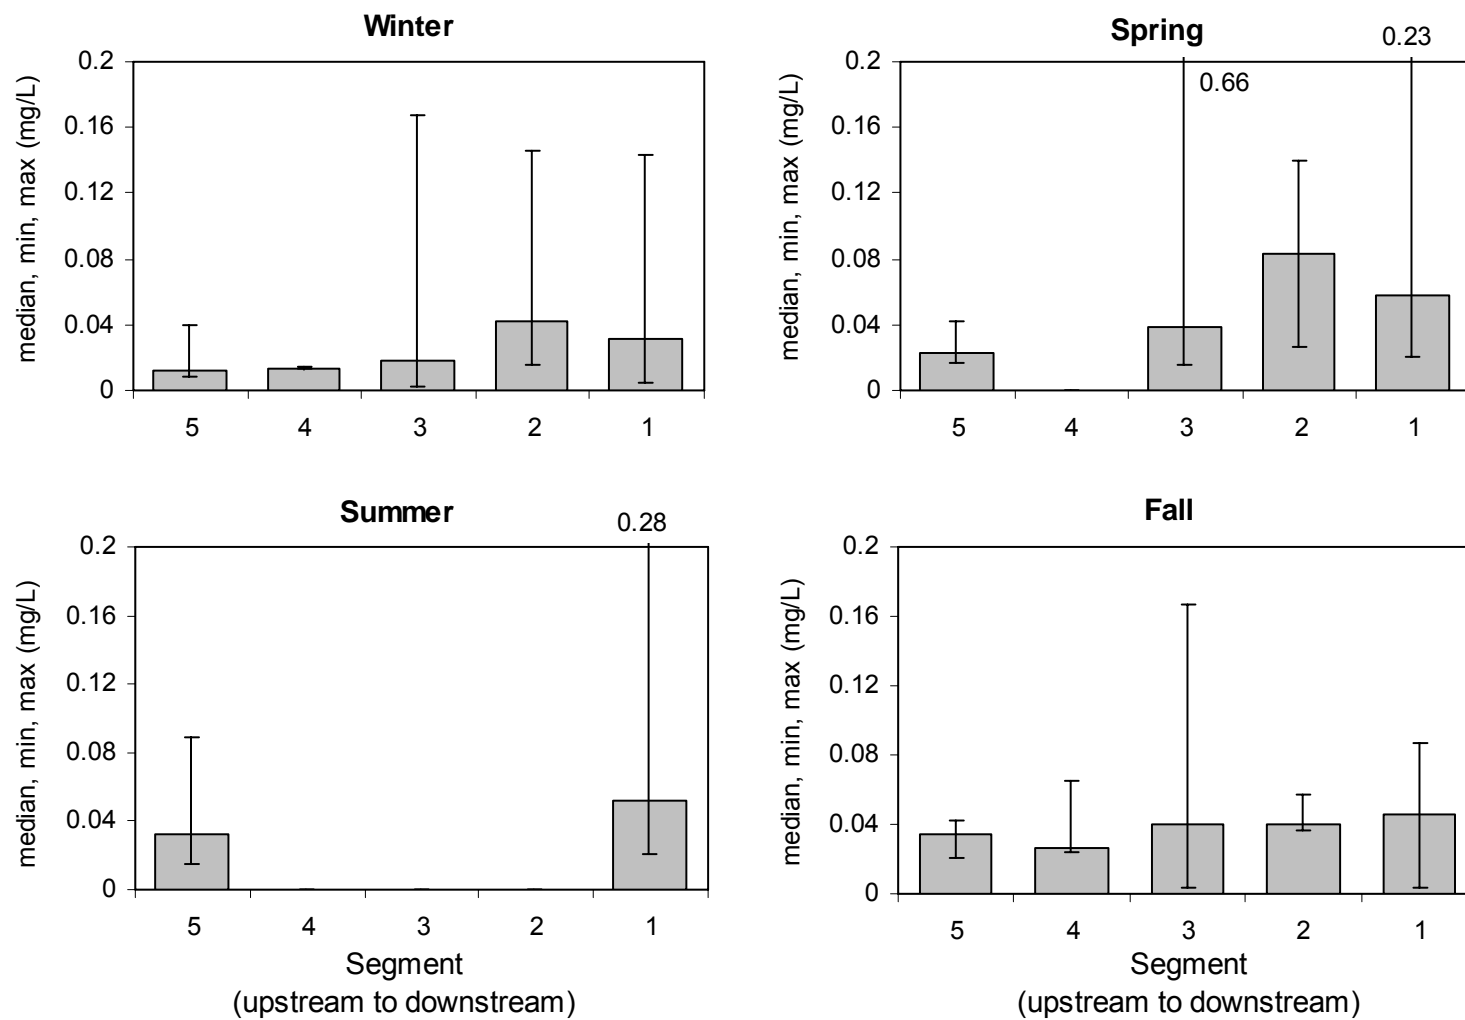 Winter
median, min, max (mg/L)
0.2
0.16
0.12
0.08
0.04
0
5 4 3 2 1
Spring
0.23
0.66
median, min, max (mg/L)
0.2
0.16
0.12
0.08
0.04
0
5 4 3 2 1
Summer
0.28
median, min, max (mg/L)
0.2
0.16
0.12
0.08
0.04
0
5 4 3 2 1
Segment
(upstream to downstream)
Fall
median, min, max (mg/L)
0.2
0.16
0.12
0.08
0.04
0
5 4 3 2 1
Segment
(upstream to downstream)